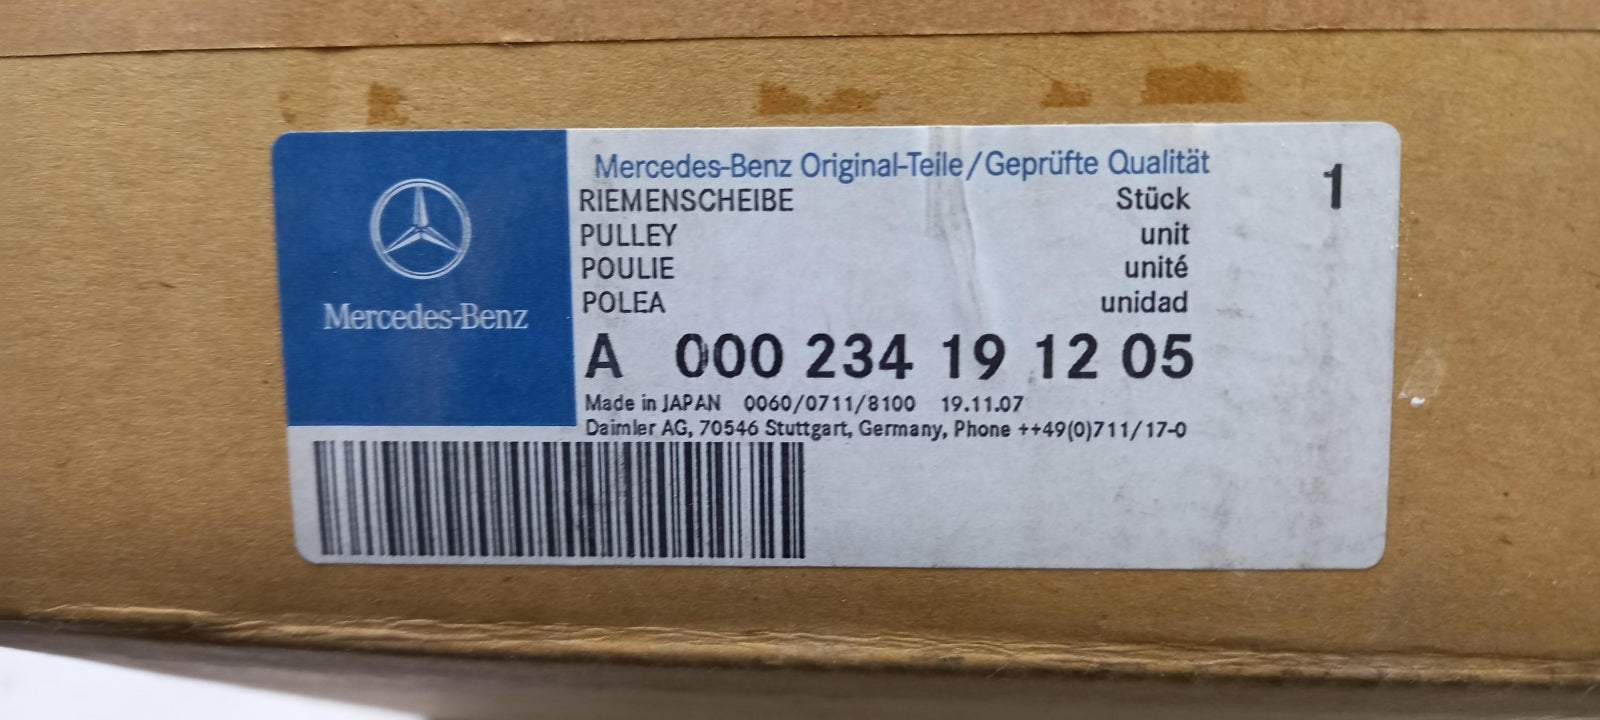 Mercedes-Benz
Mercedes-Benz Original-Teile/Geprüfte Qualität
RIEMENSCHEIBE Stück 1
PULLEY unit
POULIE unité
POLEA unidad
A 000 234 19 12 05
Made in JAPAN 0060/0711/8100 19.11.07
Daimler AG, 70546 Stuttgart, Germany, Phone ++49(0)711/17-0